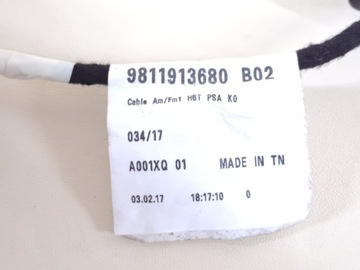 9811913680 B02
Cable Am/Fm1 HBT PSA K0
034/17
A001XQ 01 MADE IN TN
03.02.17 18:17:10 0